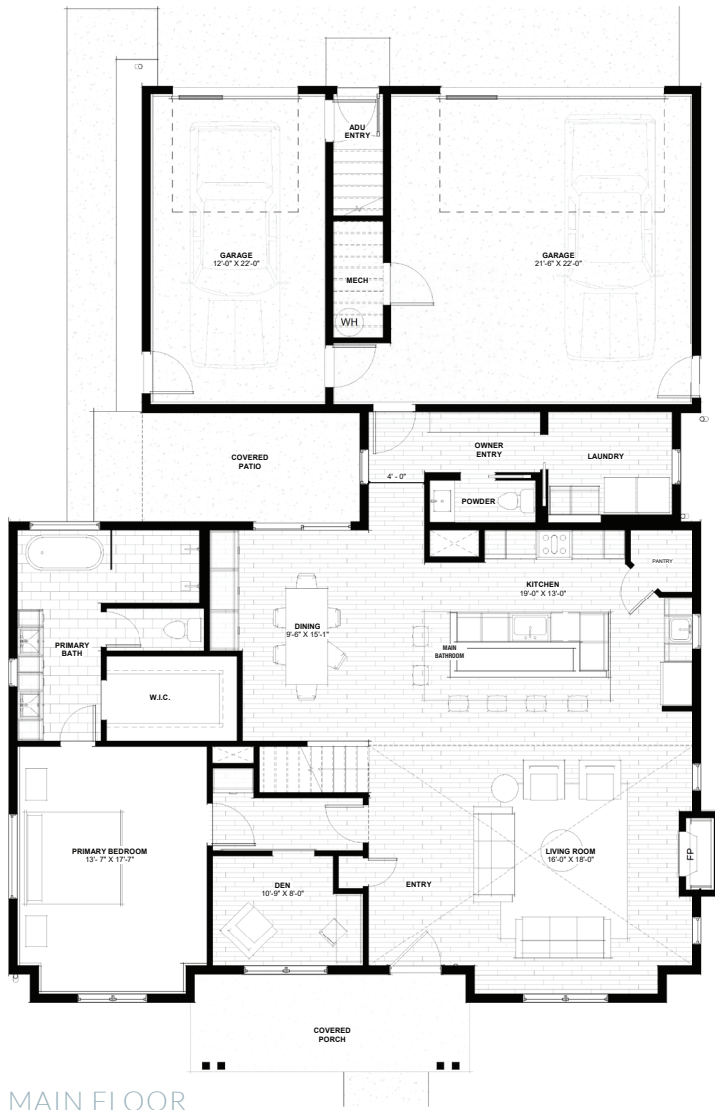 ADU
ENTRY
GARAGE
12'-0" X 22'-0"
GARAGE
21'-6" X 22'-0"
MECH
WH
COVERED
PATIO
OWNER
ENTRY
LAUNDRY
4' - 0"
POWDER
PANTRY
KITCHEN
19'-0" X 13'-0"
DINING
9'-6" X 15'-1"
MAIN
BATHROOM
PRIMARY
BATH
W.I.C.
PRIMARY BEDROOM
13'- 7" X 17'-7"
LIVING ROOM
16'-0" X 18'-0"
FP
DEN
10'-9" X 8'-0"
ENTRY
COVERED
PORCH
MAIN FLOOR